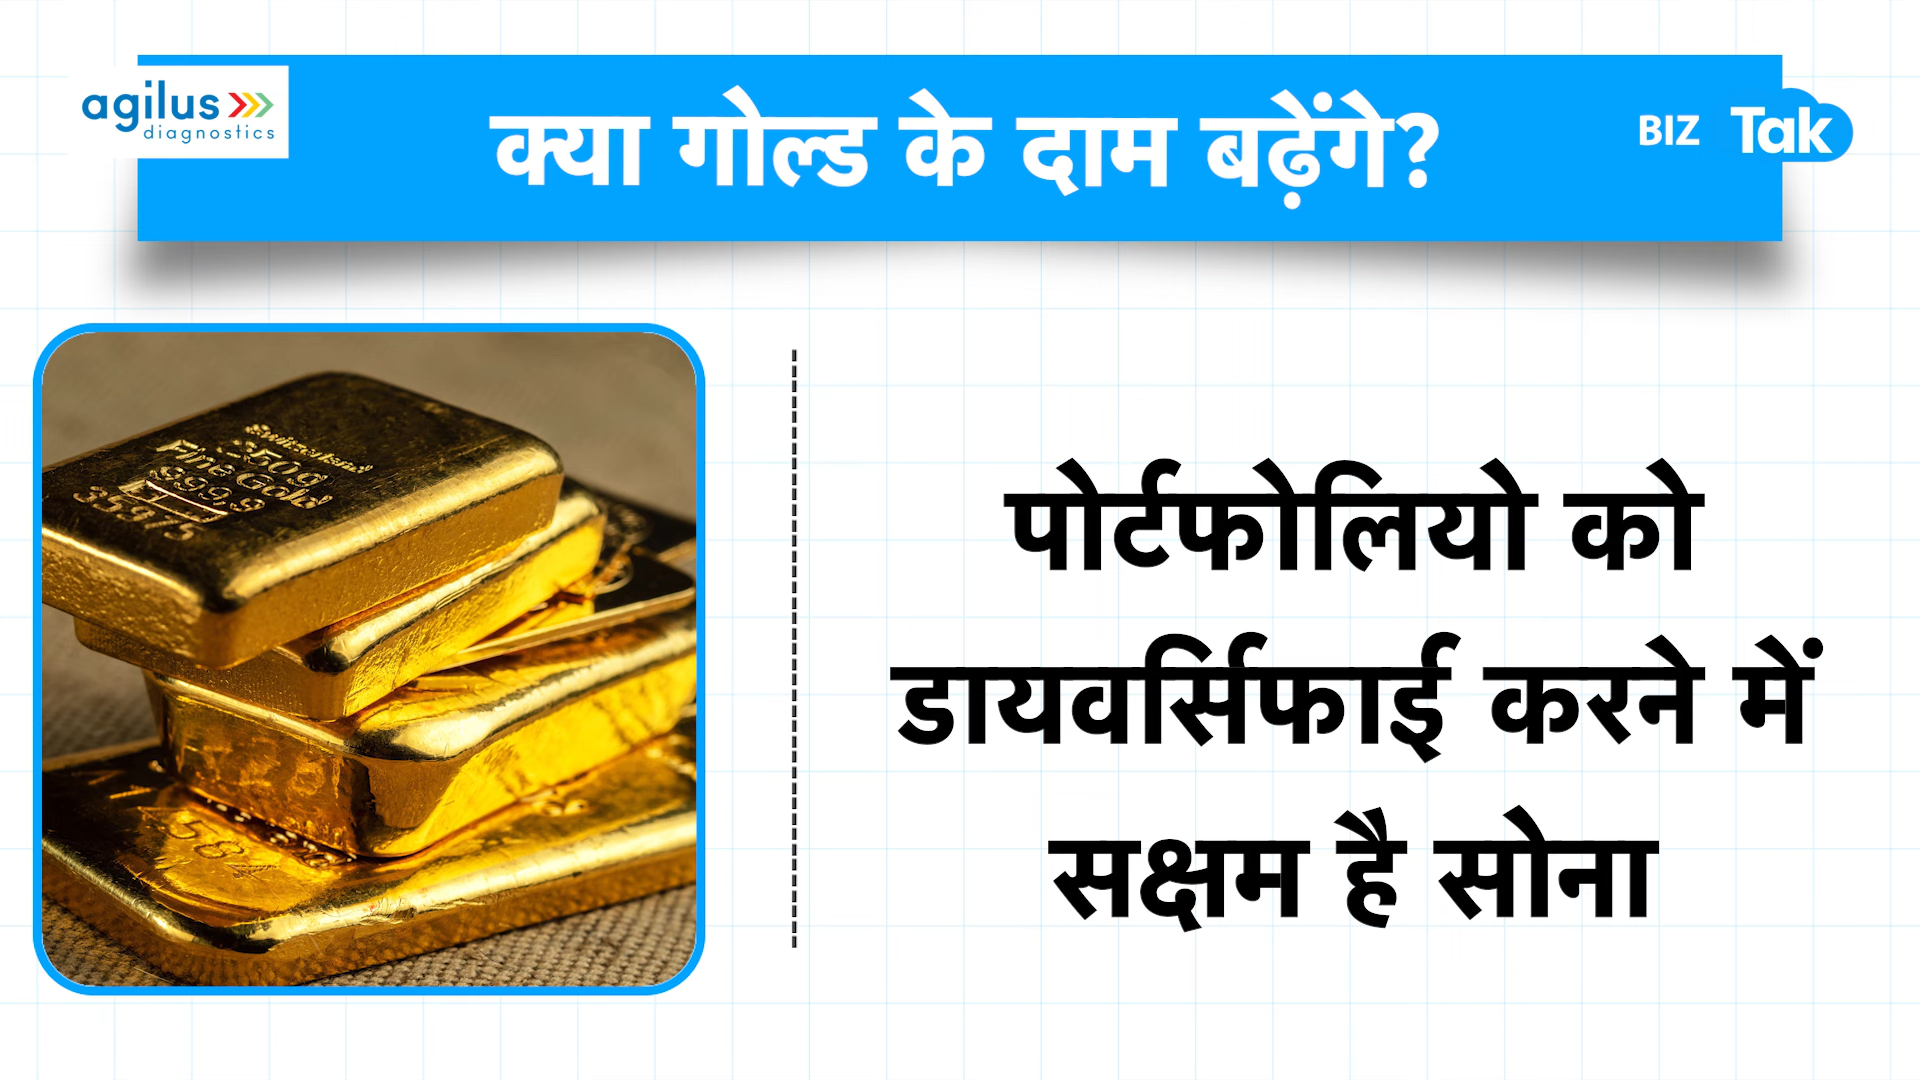 agilus
diagnostics
क्या गोल्ड के दाम बढ़ेंगे?
BIZ Tak
Switzerland
250g
Fine Gold
999,9
35975
पोर्टफोलियो को
डायवर्सिफाई करने में
सक्षम है सोना